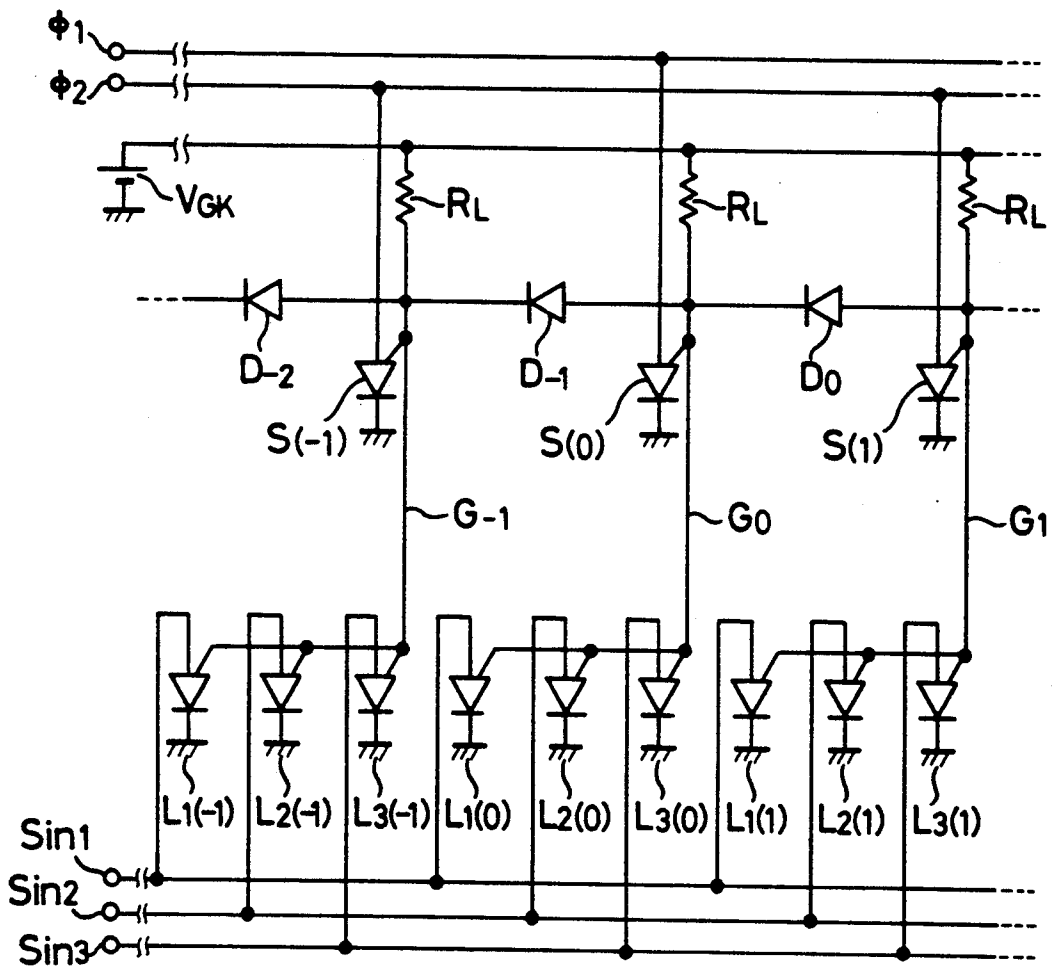 ϕ1
ϕ2
VGK
RL
RL
RL
D-2
D-1
D0
S(-1)
S(0)
S(1)
G-1
G0
G1
L1(-1)
L2(-1)
L3(-1)
L1(0)
L2(0)
L3(0)
L1(1)
L2(1)
L3(1)
Sin1
Sin2
Sin3